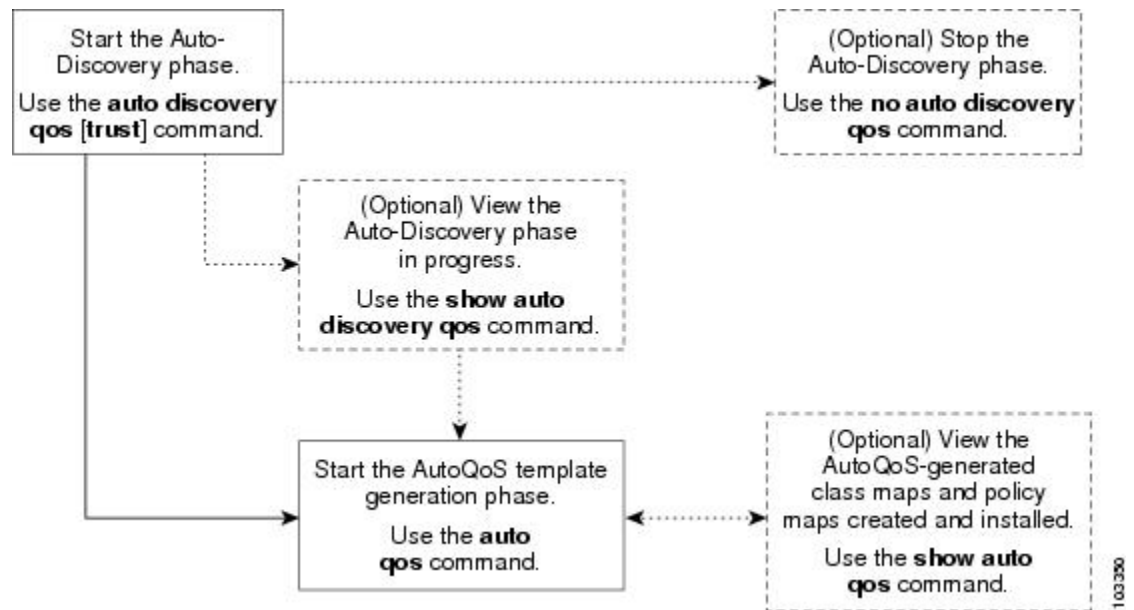 Start the Auto-
Discovery phase.
Use the auto discovery
qos [trust] command.
(Optional) Stop the
Auto-Discovery phase.
Use the no auto discovery
qos command.
(Optional) View the
Auto-Discovery phase
in progress.
Use the show auto
discovery qos command.
Start the AutoQoS template
generation phase.
Use the auto
qos command.
(Optional) View the
AutoQoS-generated
class maps and policy
maps created and installed.
Use the show auto
qos command.
103350